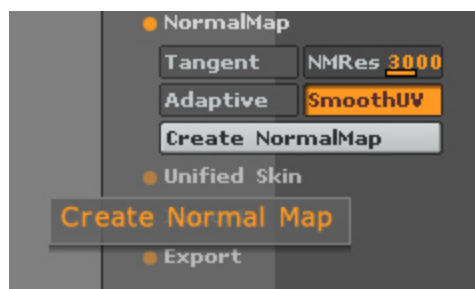 NormalMap
Tangent NMRes 3000
Adaptive SmoothUV
Create NormalMap
Unified Skin
Create Normal Map
Export